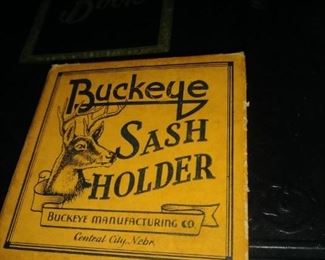 Buckeye
SASH
HOLDER
BUCKEYE MANUFACTURING CO
Central City, Nebr.